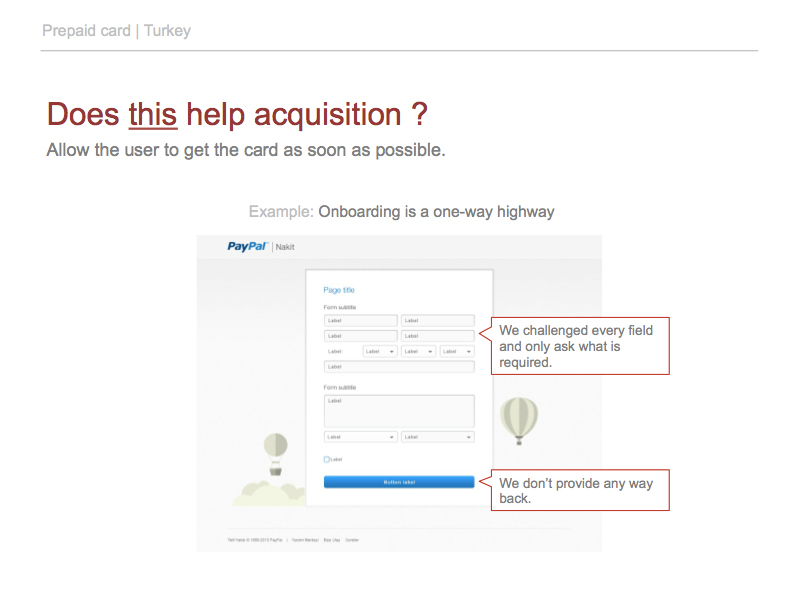 Prepaid card | Turkey
Does this help acquisition ?
Allow the user to get the card as soon as possible.
Example: Onboarding is a one-way highway
PayPal | Nakit
Page title
Form subtitle
Label Label
Label Label
Label Label Label Label
Label
Form subtitle
Label
Label Label
Label
Button label
We challenged every field
and only ask what is
required.
We don't provide any way
back.